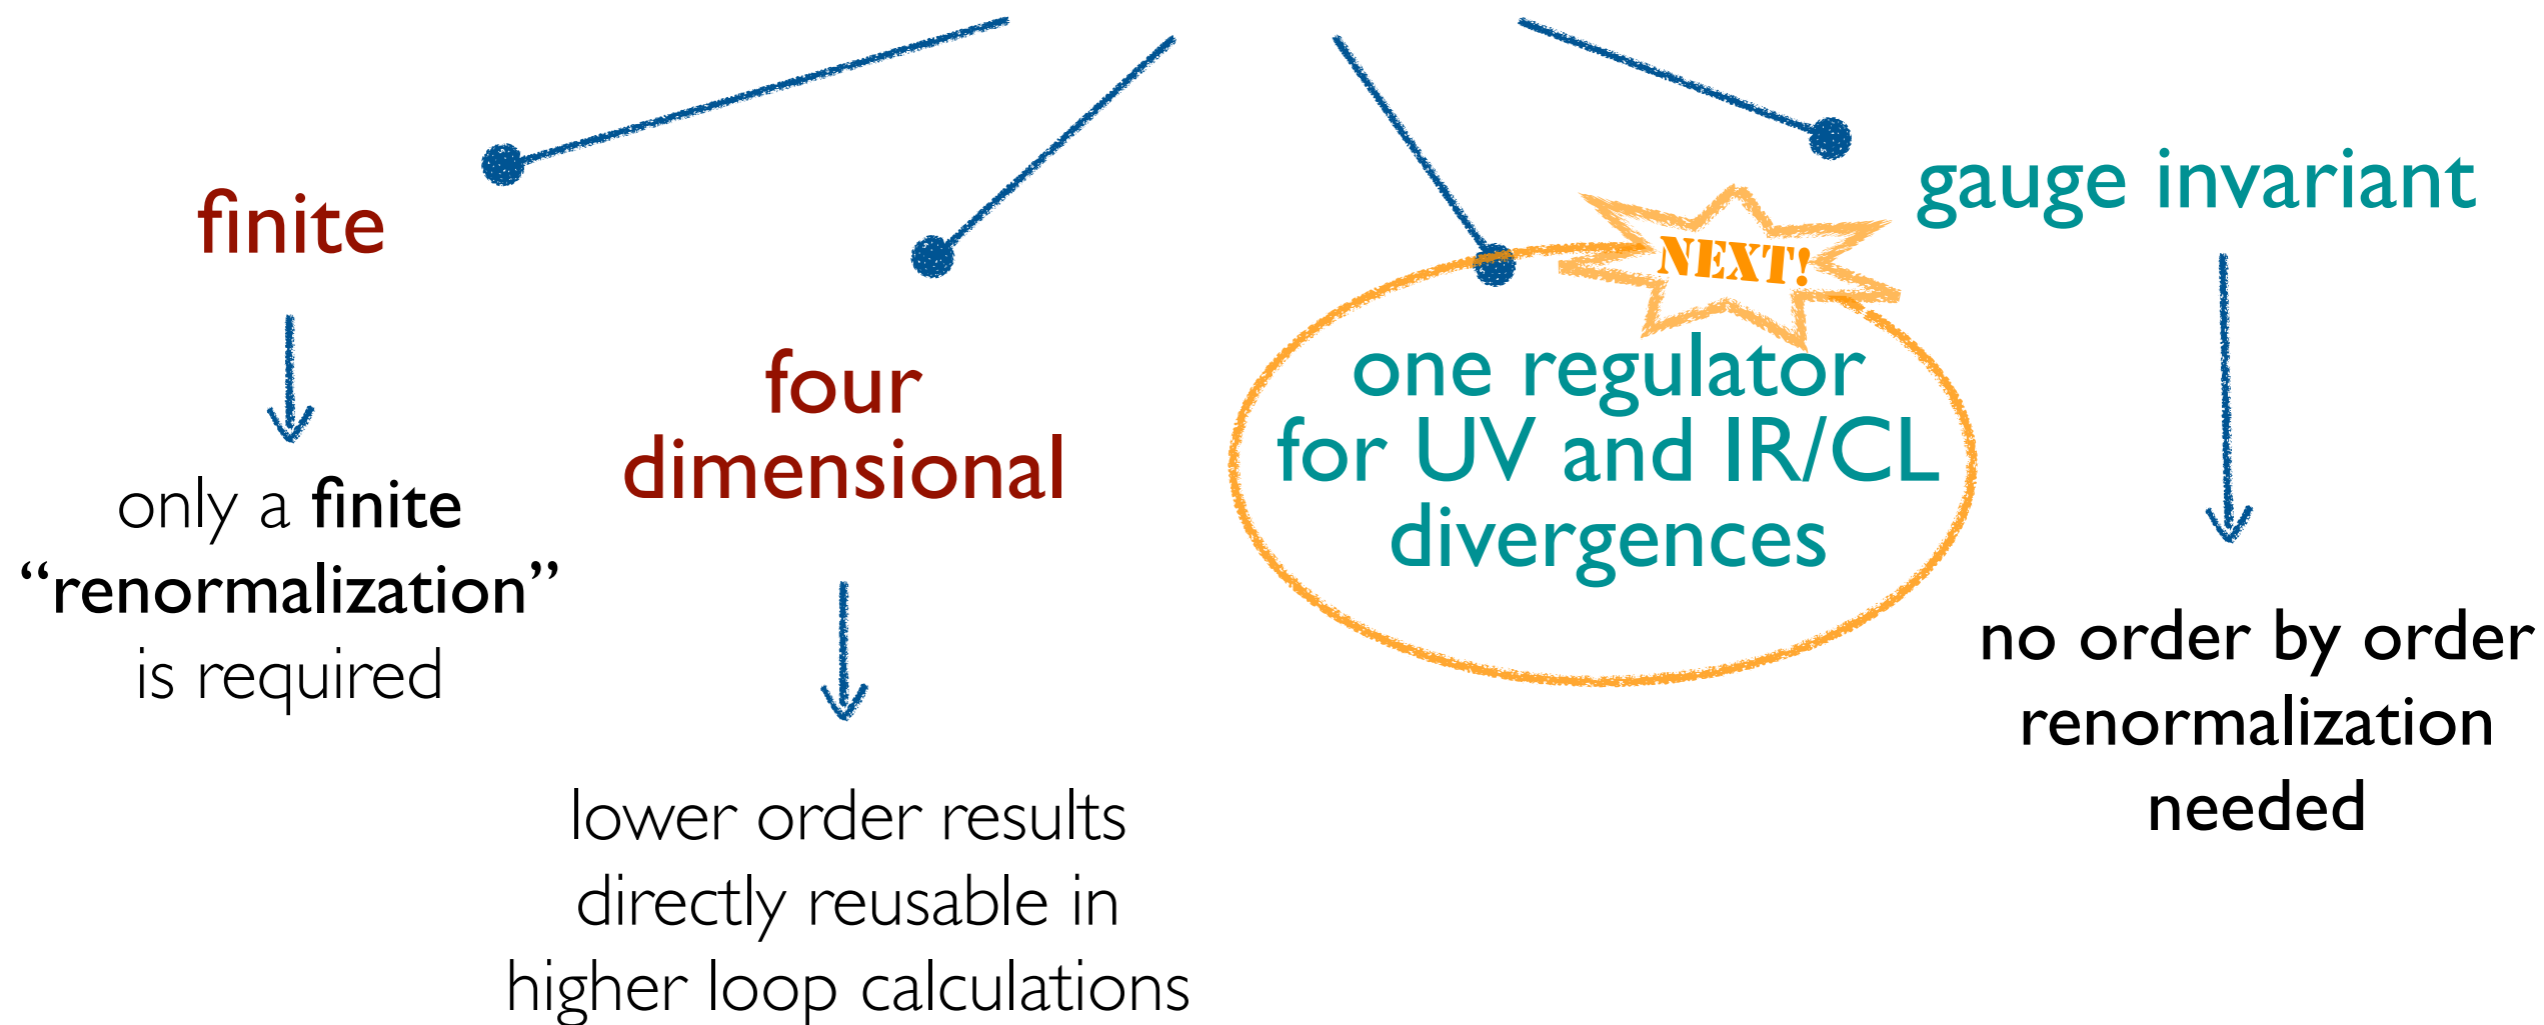 finite
only a finite
“renormalization”
is required
four
dimensional
lower order results
directly reusable in
higher loop calculations
NEXT!
one regulator
for UV and IR/CL
divergences
gauge invariant
no order by order
renormalization
needed